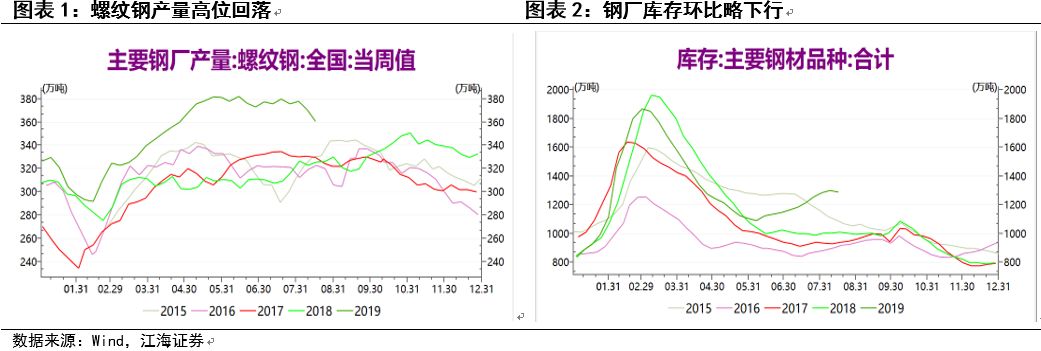 图表 1：螺纹钢产量高位回落
主要钢厂产量:螺纹钢:全国:当周值
(万吨) (万吨)
380 380
360 360
340 340
320 320
300 300
280 280
260 260
240 240
01.31 02.29 03.31 04.30 05.31 06.30 07.31 08.31 09.30 10.31 11.30 12.31
2015 2016 2017 2018 2019
图表 2：钢厂库存环比略下行
库存:主要钢材品种:合计
(万吨) (万吨)
2000 2000
1800 1800
1600 1600
1400 1400
1200 1200
1000 1000
800 800
01.31 02.29 03.31 04.30 05.31 06.30 07.31 08.31 09.30 10.31 11.30 12.31
2015 2016 2017 2018 2019
数据来源：Wind，江海证券